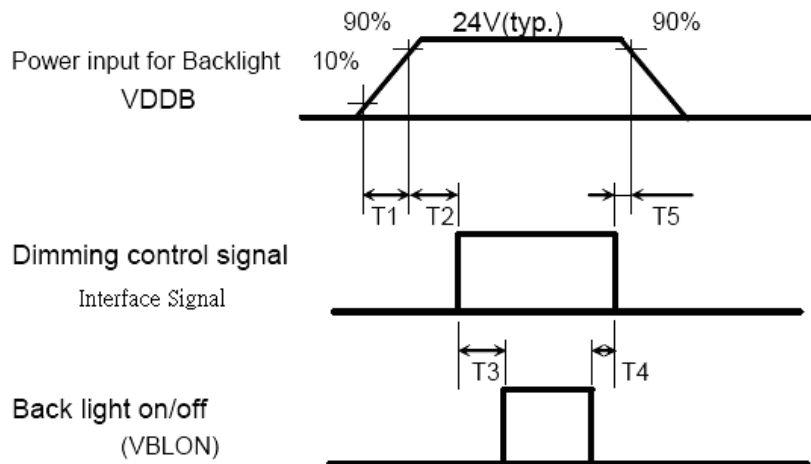 90% 24V(typ.) 90%
Power input for Backlight 10%
VDDB
T1 T2 T5
Dimming control signal
Interface Signal
T3 T4
Back light on/off
(VBLON)